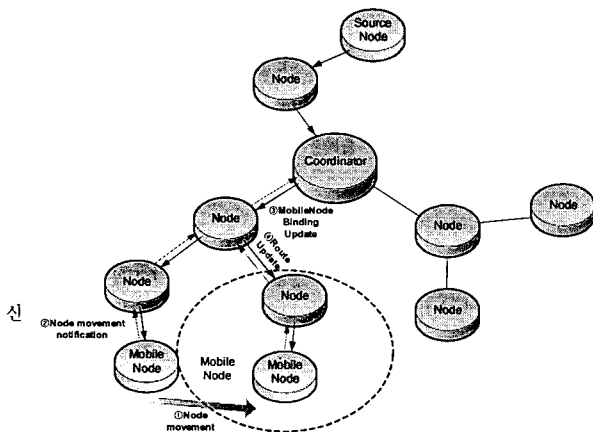 Source
Node
Node
Coordinator
Node
③MobileNode
Binding
Update
Node
Node
④Route
Update
Node
Node
신
②Node movement
notification
Node
Mobile
Node
Mobile
Node
Mobile
Node
①Node
movement